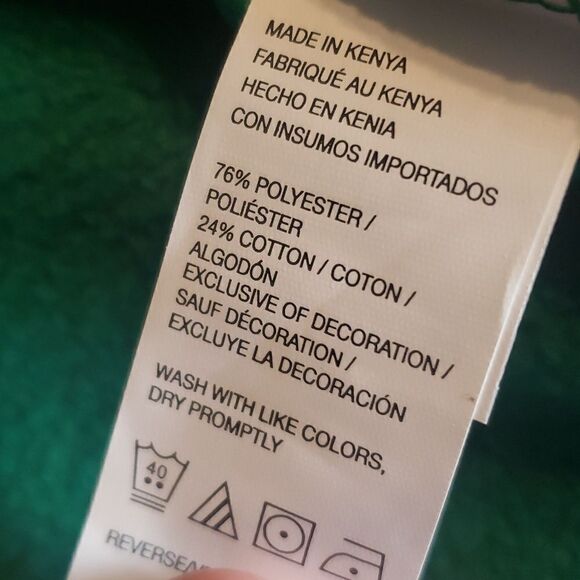 MADE IN KENYA
FABRIQUÉ AU KENYA
HECHO EN KENIA
CON INSUMOS IMPORTADOS
76% POLYESTER /
POLIÉSTER
24% COTTON / COTON /
ALGODÓN
EXCLUSIVE OF DECORATION /
SAUF DÉCORATION /
EXCLUYE LA DECORACIÓN
WASH WITH LIKE COLORS,
DRY PROMPTLY
40